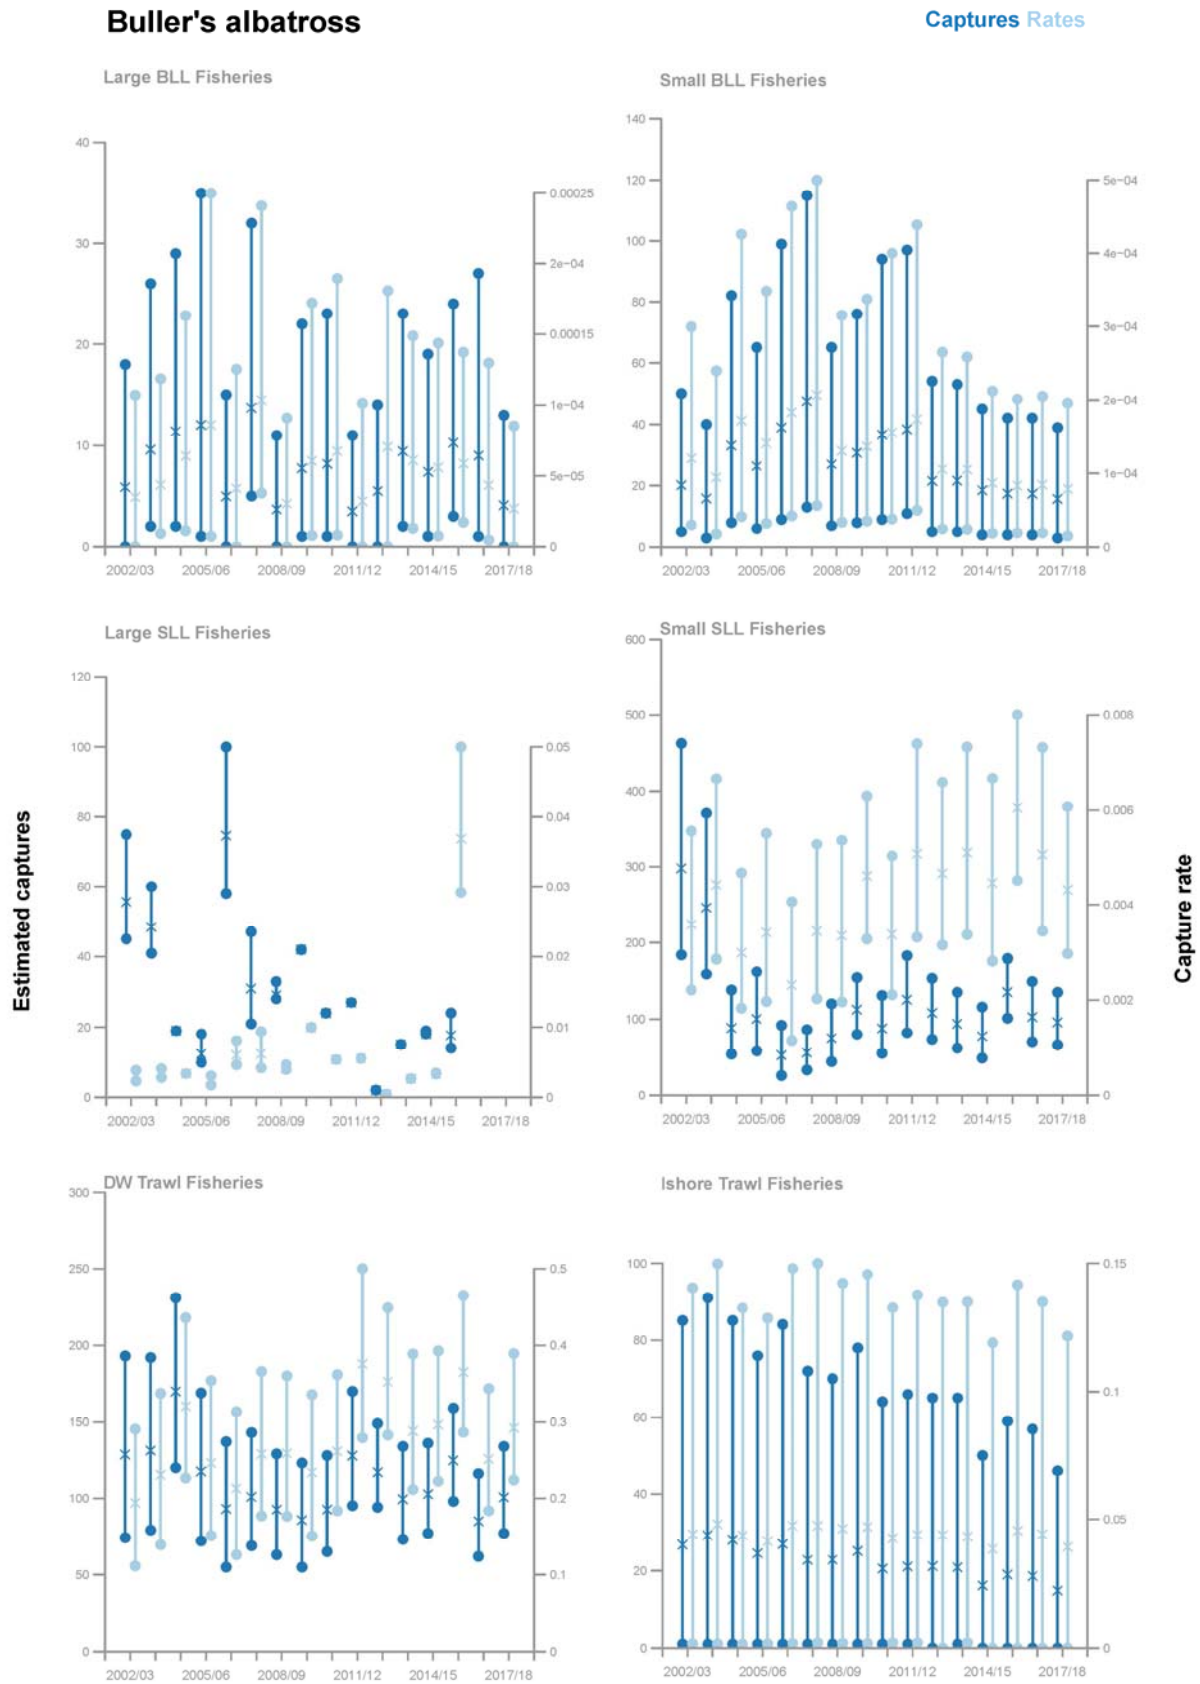 Buller's albatross
Captures Rates
Large BLL Fisheries
40
30
20
10
0
0.00025
2e−04
0.00015
1e−04
5e−05
0
2002/03 2005/06 2008/09 2011/12 2014/15 2017/18
Small BLL Fisheries
140
120
100
80
60
40
20
0
5e−04
4e−04
3e−04
2e−04
1e−04
0
2002/03 2005/06 2008/09 2011/12 2014/15 2017/18
Estimated captures
Large SLL Fisheries
120
100
80
60
40
20
0
0.05
0.04
0.03
0.02
0.01
0
2002/03 2005/06 2008/09 2011/12 2014/15 2017/18
Small SLL Fisheries
600
500
400
300
200
100
0
0.008
0.006
0.004
0.002
0
2002/03 2005/06 2008/09 2011/12 2014/15 2017/18
Capture rate
DW Trawl Fisheries
300
250
200
150
100
50
0
0.5
0.4
0.3
0.2
0.1
0
2002/03 2005/06 2008/09 2011/12 2014/15 2017/18
Ishore Trawl Fisheries
100
80
60
40
20
0
0.15
0.1
0.05
0
2002/03 2005/06 2008/09 2011/12 2014/15 2017/18